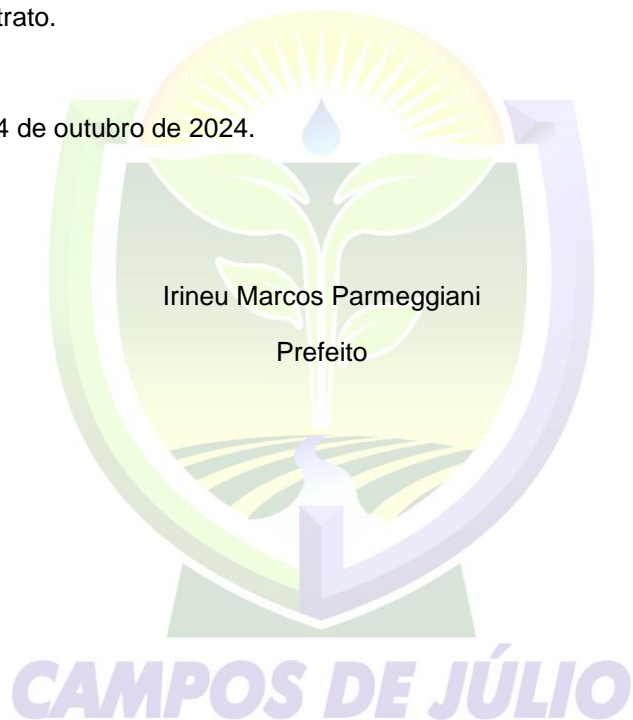 trato.
4 de outubro de 2024.
Irineu Marcos Parmeggiani
Prefeito
CAMPOS DE JÚLIO